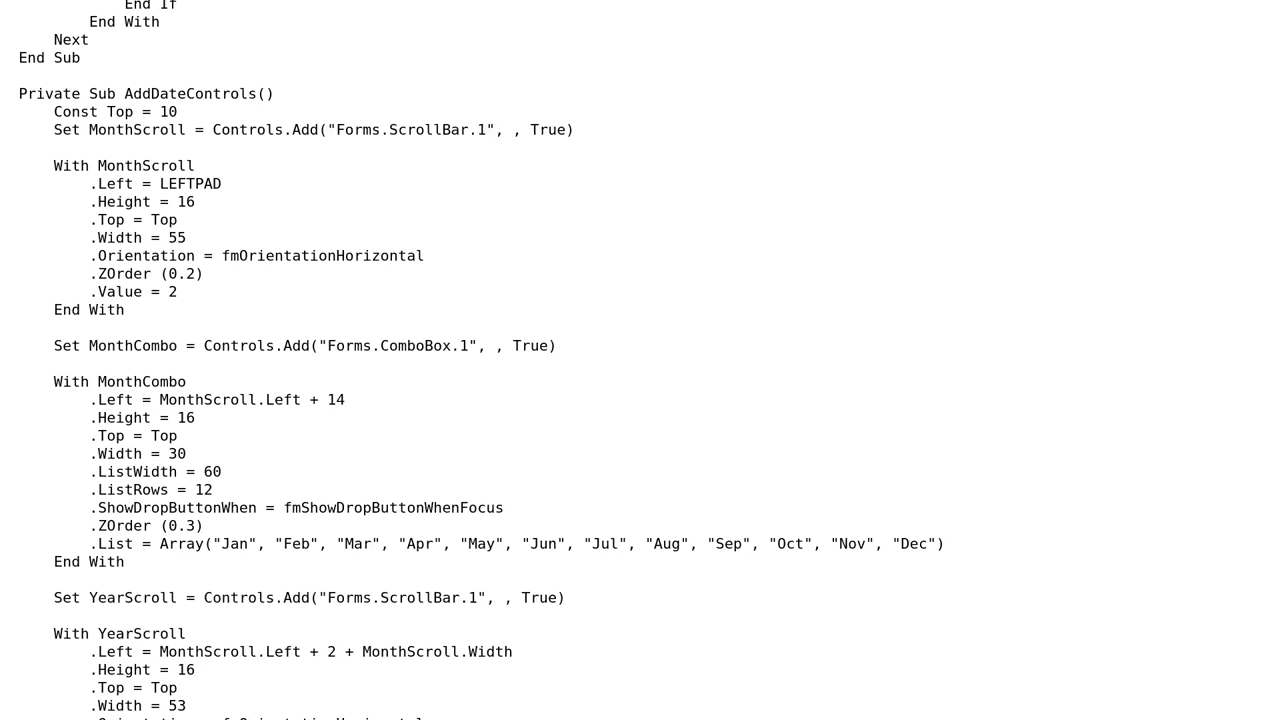 End If
        End With
    Next
End Sub

Private Sub AddDateControls()
    Const Top = 10
    Set MonthScroll = Controls.Add("Forms.ScrollBar.1", , True)

    With MonthScroll
        .Left = LEFTPAD
        .Height = 16
        .Top = Top
        .Width = 55
        .Orientation = fmOrientationHorizontal
        .ZOrder (0.2)
        .Value = 2
    End With

    Set MonthCombo = Controls.Add("Forms.ComboBox.1", , True)

    With MonthCombo
        .Left = MonthScroll.Left + 14
        .Height = 16
        .Top = Top
        .Width = 30
        .ListWidth = 60
        .ListRows = 12
        .ShowDropButtonWhen = fmShowDropButtonWhenFocus
        .ZOrder (0.3)
        .List = Array("Jan", "Feb", "Mar", "Apr", "May", "Jun", "Jul", "Aug", "Sep", "Oct", "Nov", "Dec")
    End With

    Set YearScroll = Controls.Add("Forms.ScrollBar.1", , True)

    With YearScroll
        .Left = MonthScroll.Left + 2 + MonthScroll.Width
        .Height = 16
        .Top = Top
        .Width = 53